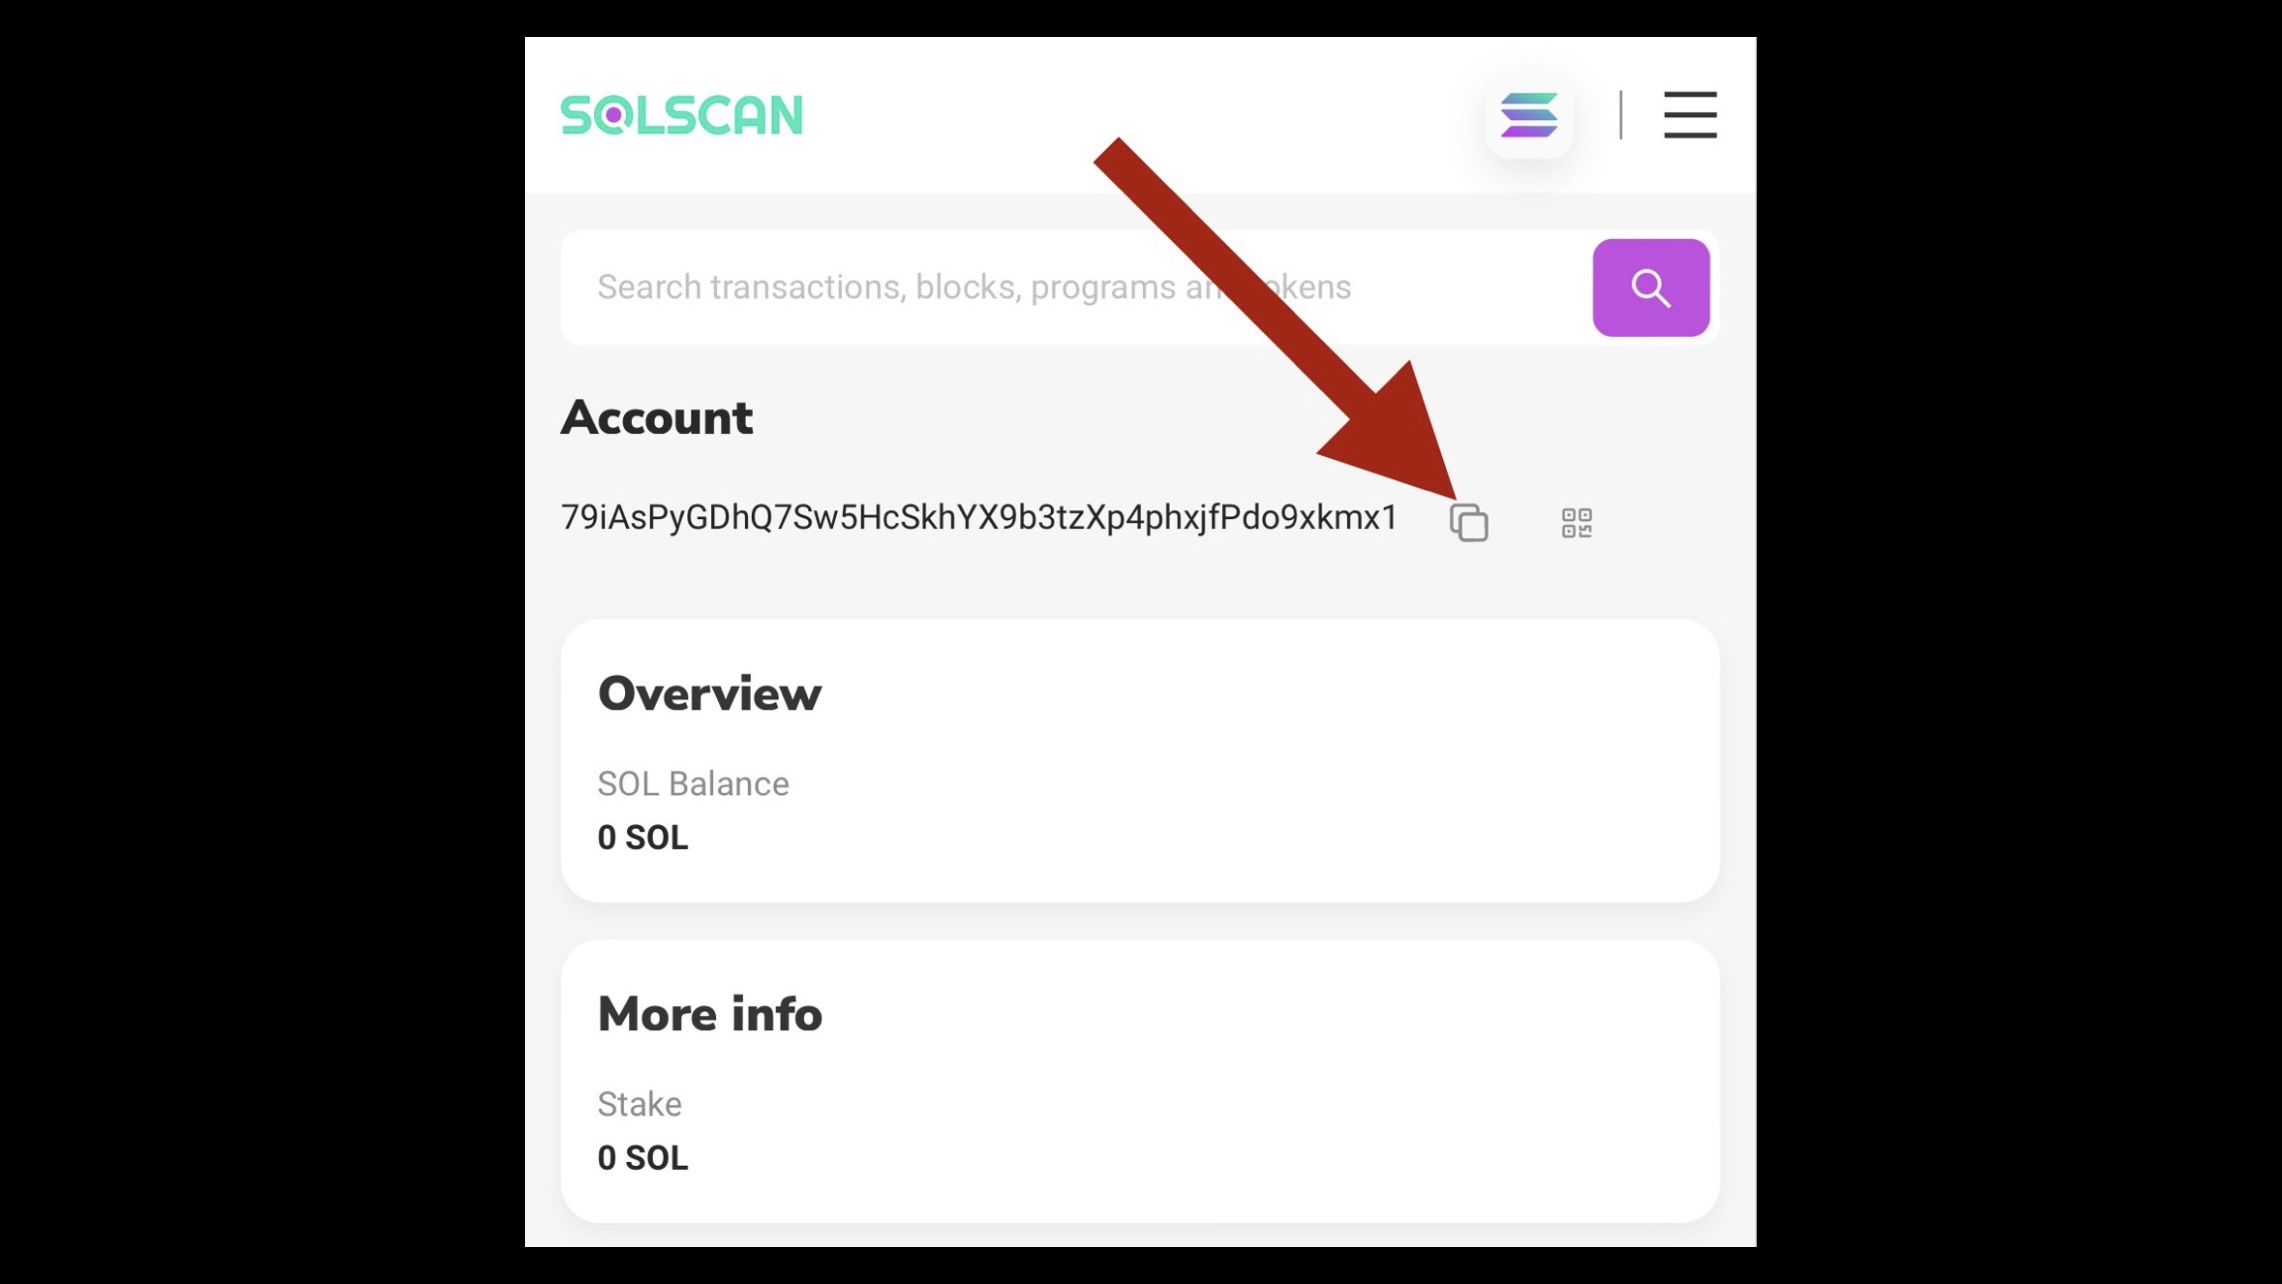 SOLSCAN
Search transactions, blocks, programs an okens
Account
79iAsPyGDhQ7Sw5HcSkhYX9b3tzXp4phxjfPdo9xkmx1
Overview
SOL Balance
0 SOL
More info
Stake
0 SOL